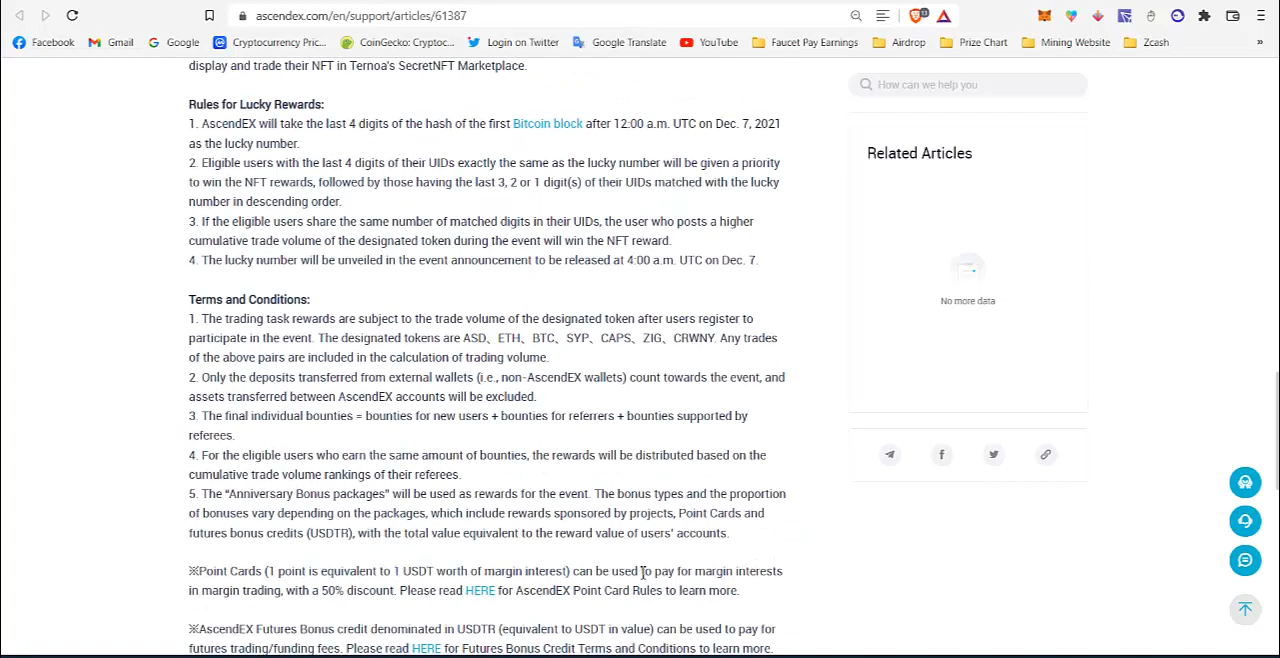 ascendex.com/en/support/articles/61387
13
Facebook
Gmail
Google
Cryptocurrency Pric...
CoinGecko: Cryptoc...
Login on Twitter
Google Translate
YouTube
Faucet Pay Earnings
Airdrop
Prize Chart
Mining Website
Zcash
»
display and trade their NFT in Ternoa's SecretNFT Marketplace.
Rules for Lucky Rewards:
1. AscendEX will take the last 4 digits of the hash of the first Bitcoin block after 12:00 a.m. UTC on Dec. 7, 2021
as the lucky number.
2. Eligible users with the last 4 digits of their UIDs exactly the same as the lucky number will be given a priority
to win the NFT rewards, followed by those having the last 3, 2 or 1 digit(s) of their UIDs matched with the lucky
number in descending order.
3. If the eligible users share the same number of matched digits in their UIDs, the user who posts a higher
cumulative trade volume of the designated token during the event will win the NFT reward.
4. The lucky number will be unveiled in the event announcement to be released at 4:00 a.m. UTC on Dec. 7.
Terms and Conditions:
1. The trading task rewards are subject to the trade volume of the designated token after users register to
participate in the event. The designated tokens are ASD、ETH、BTC、SYP、CAPS、ZIG、CRWNY. Any trades
of the above pairs are included in the calculation of trading volume.
2. Only the deposits transferred from external wallets (i.e., non-AscendEX wallets) count towards the event, and
assets transferred between AscendEX accounts will be excluded.
3. The final individual bounties = bounties for new users + bounties for referrers + bounties supported by
referees.
4. For the eligible users who earn the same amount of bounties, the rewards will be distributed based on the
cumulative trade volume rankings of their referees.
5. The “Anniversary Bonus packages” will be used as rewards for the event. The bonus types and the proportion
of bonuses vary depending on the packages, which include rewards sponsored by projects, Point Cards and
futures bonus credits (USDTR), with the total value equivalent to the reward value of users’ accounts.
※Point Cards (1 point is equivalent to 1 USDT worth of margin interest) can be used to pay for margin interests
in margin trading, with a 50% discount. Please read HERE for AscendEX Point Card Rules to learn more.
※AscendEX Futures Bonus credit denominated in USDTR (equivalent to USDT in value) can be used to pay for
futures trading/funding fees. Please read HERE for Futures Bonus Credit Terms and Conditions to learn more.
How can we help you
Related Articles
No more data